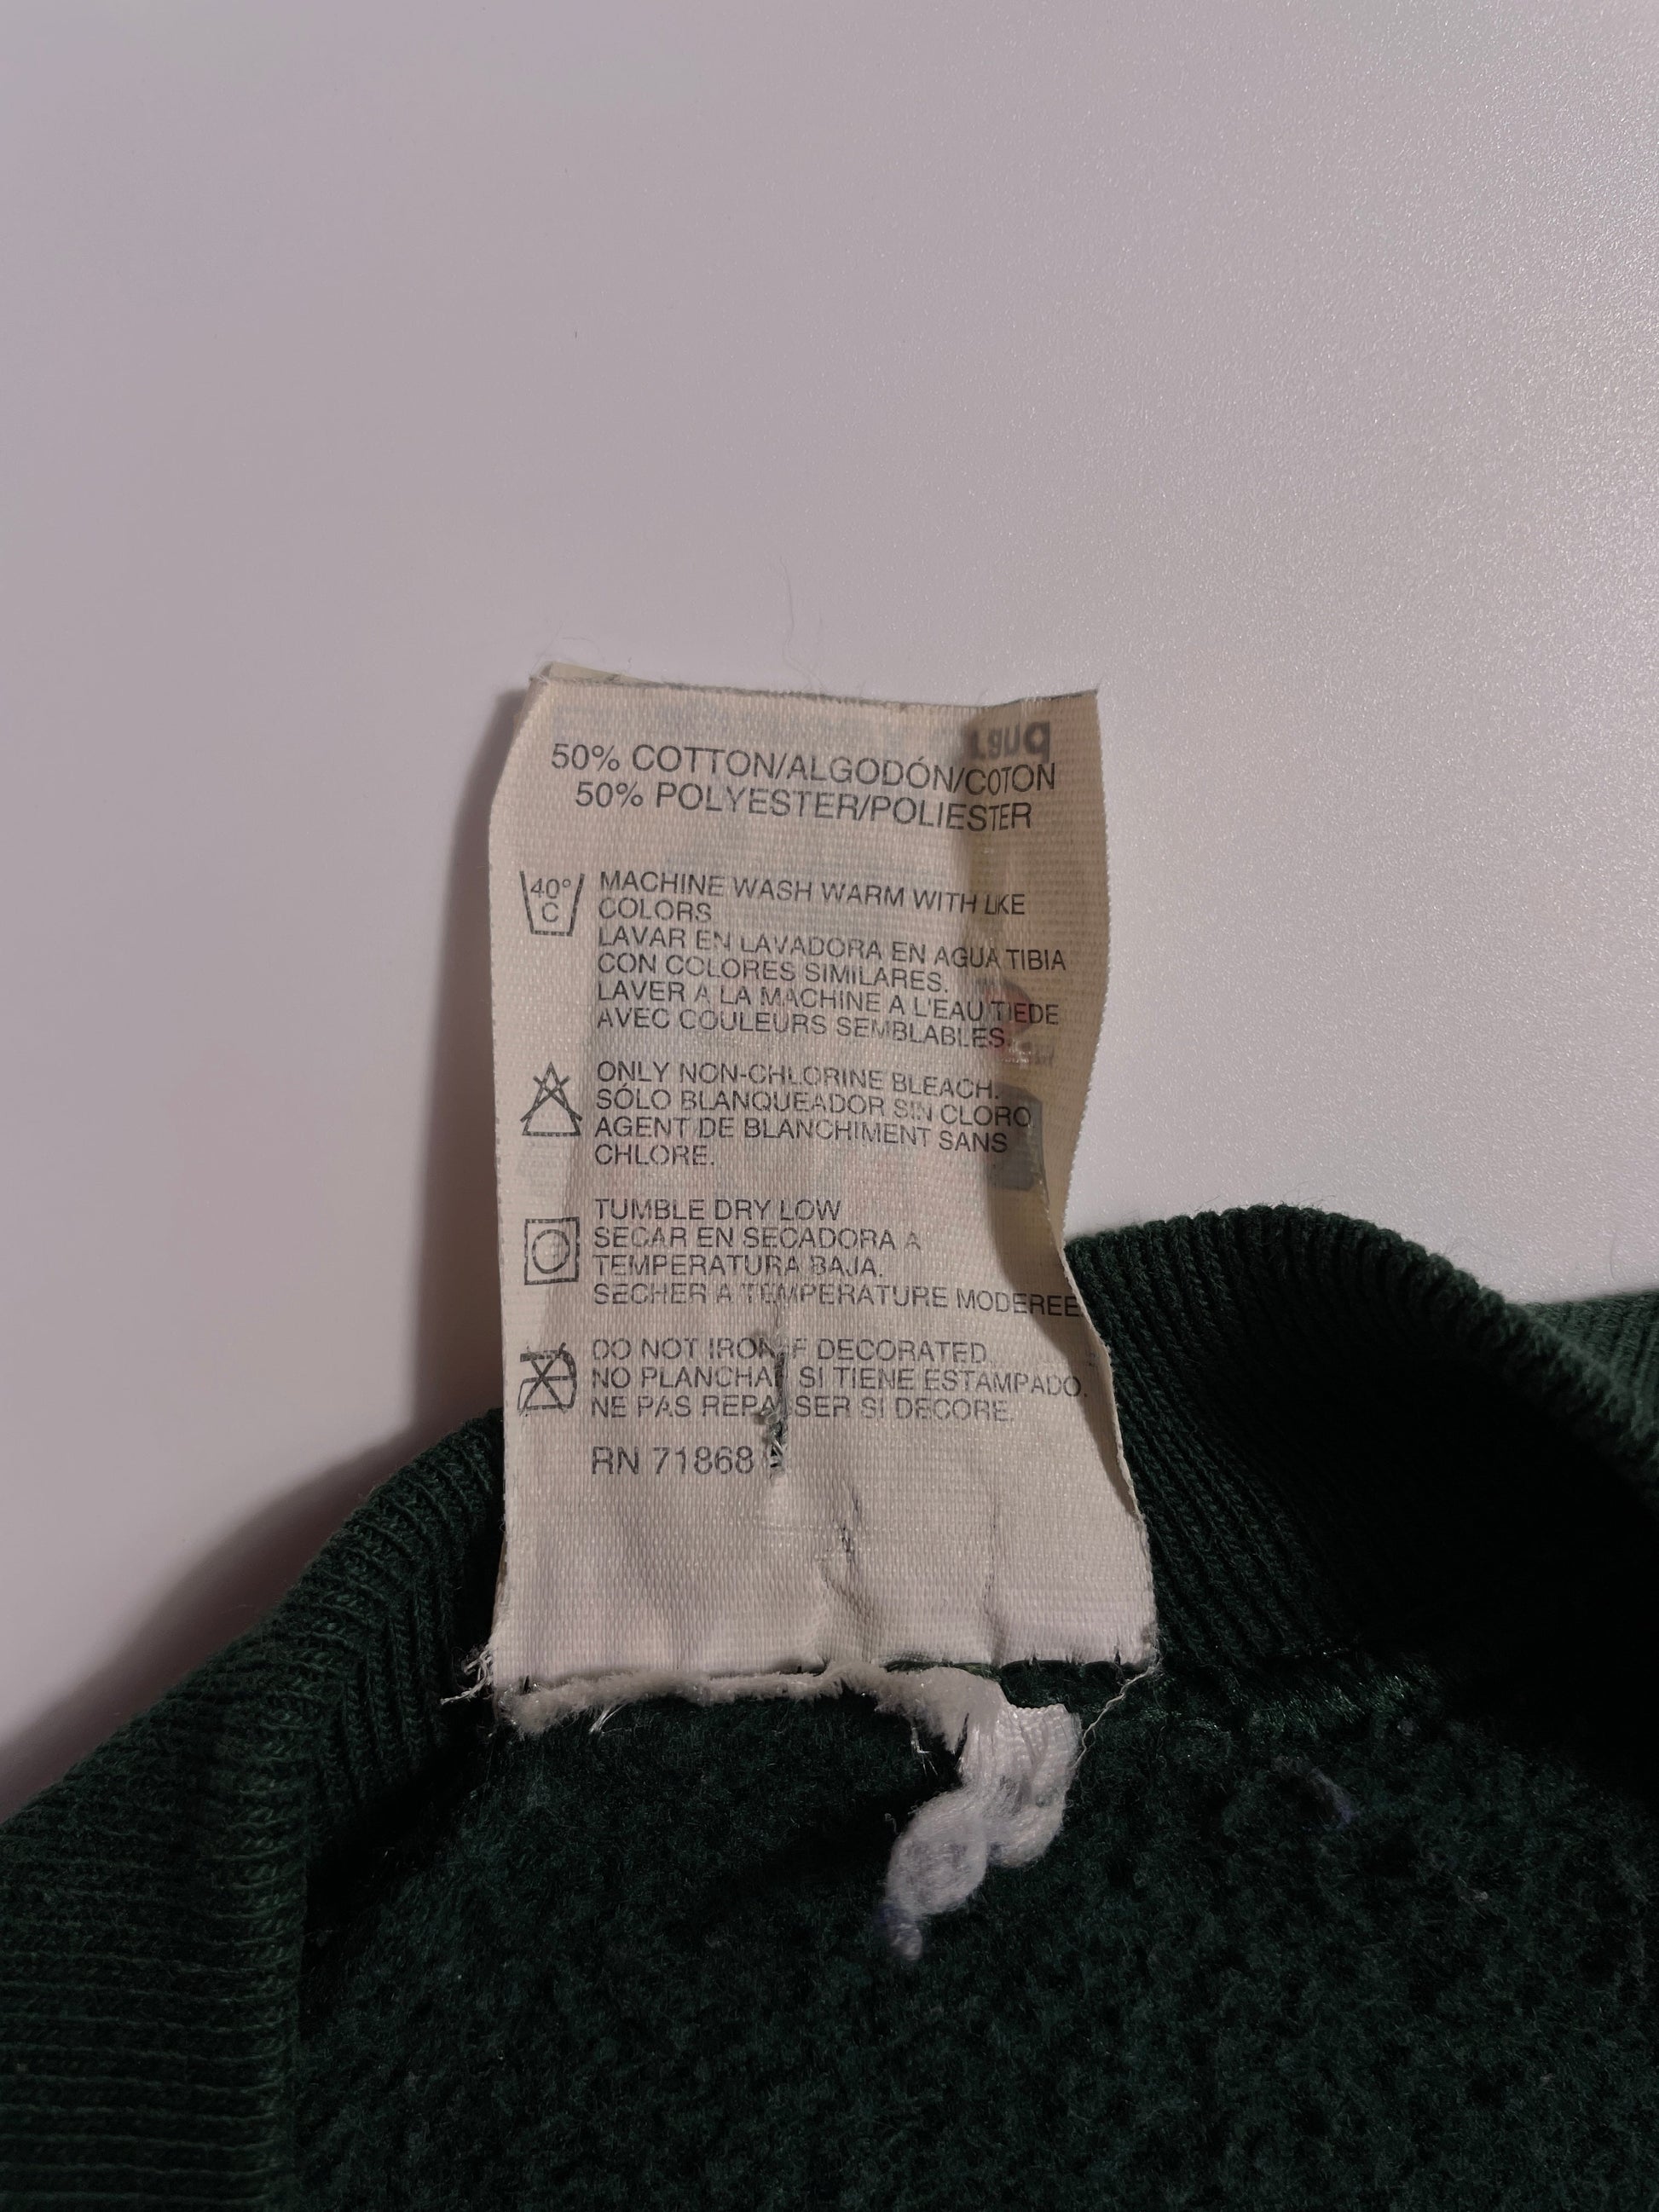 50% COTTON/ALGODÓN/COTON
50% POLYESTER/POLIESTER
40°
C
MACHINE WASH WARM WITH LIKE
COLORS
LAVAR EN LAVADORA EN AGUA TIBIA
CON COLORES SIMILARES.
LAVER A LA MACHINE A L'EAU TIEDE
AVEC COULEURS SEMBLABLES.
ONLY NON-CHLORINE BLEACH.
SÓLO BLANQUEADOR SIN CLORO
AGENT DE BLANCHIMENT SANS
CHLORE.
TUMBLE DRY LOW
SECAR EN SECADORA A
TEMPERATURA BAJA.
SECHER A TEMPERATURE MODEREE
DO NOT IRON IF DECORATED.
NO PLANCHAR SI TIENE ESTAMPADO.
NE PAS REPASSER SI DECORE.
RN 71868